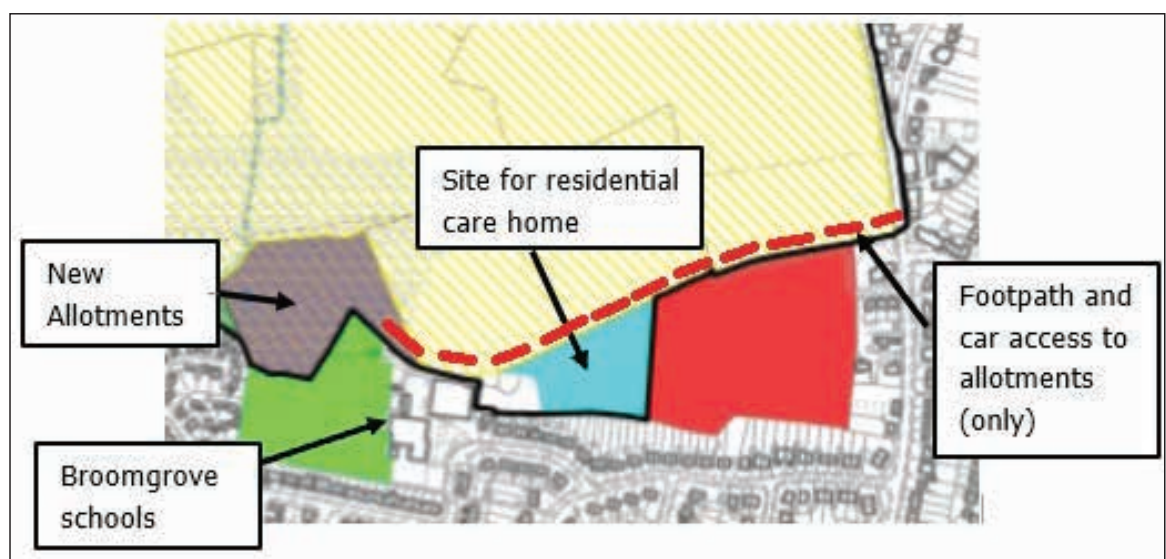 Site for residential
care home
New
Allotments
Footpath and
car access to
allotments
(only)
Broomgrove
schools